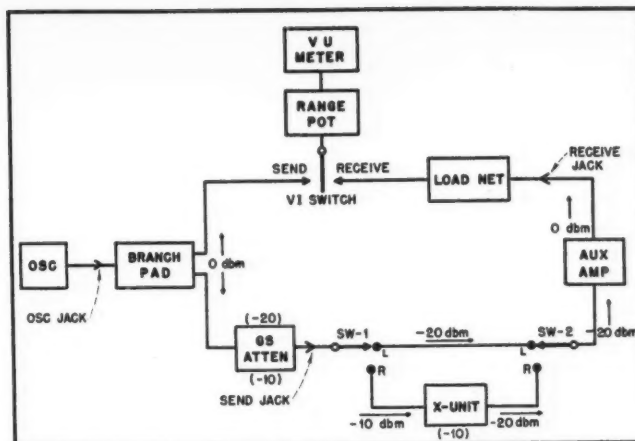 V U
METER
RANGE
POT
SEND
RECEIVE
VI SWITCH
LOAD NET
RECEIVE
JACK
OSC
OSC JACK
BRANCH
PAD
0 dbm
0 dbm
AUX
AMP
(-20)
GS
ATTEN
(-10)
SEND JACK
SW-1
L
R
-20 dbm
SW-2
L
R
-20 dbm
-10 dbm
X-UNIT
(-10)
-20 dbm